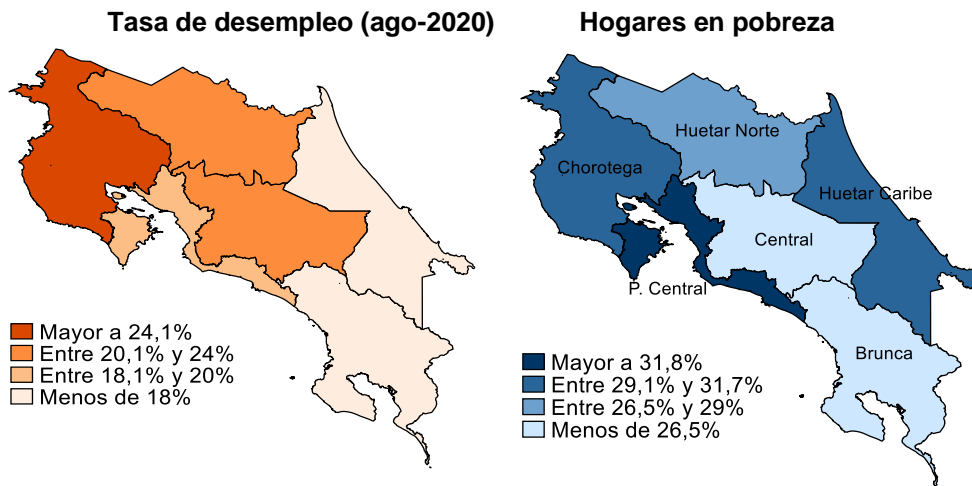 Tasa de desempleo (ago-2020)
Mayor a 24,1%
Entre 20,1% y 24%
Entre 18,1% y 20%
Menos de 18%
Hogares en pobreza
Huetar Norte
Chorotega
Huetar Caribe
Central
P. Central
Brunca
Mayor a 31,8%
Entre 29,1% y 31,7%
Entre 26,5% y 29%
Menos de 26,5%